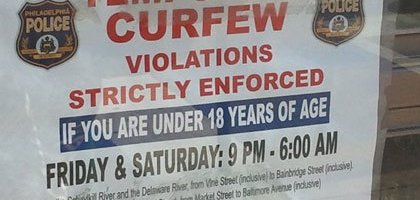 PHILADELPHIA
POLICE
POLICE
CURFEW
VIOLATIONS
STRICTLY ENFORCED
IF YOU ARE UNDER 18 YEARS OF AGE
FRIDAY & SATURDAY: 9 PM - 6:00 AM
River and the Delaware River, from Vine Street (inclusive) to Bainbridge Street (inclusive).
from Market Street to Baltimore Avenue (inclusive)